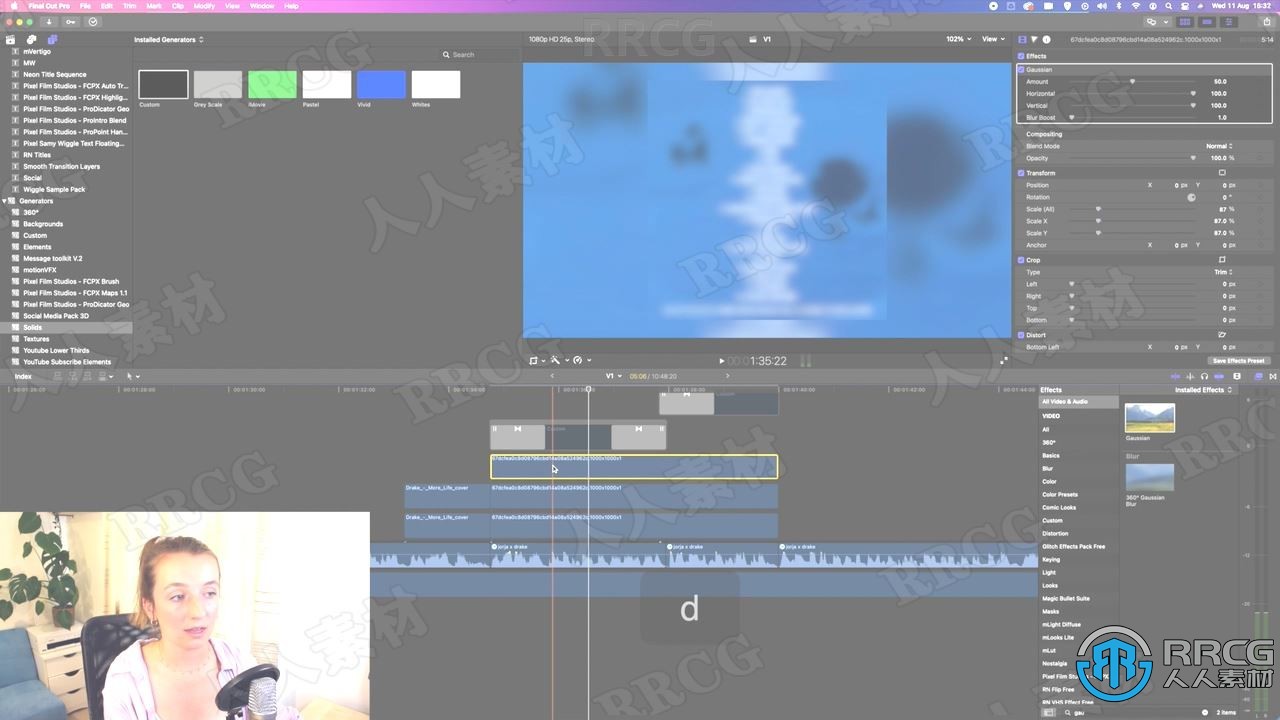 Final Cut Pro File Edit Trim Mark Clip Modify View Window Help
Wed 11 Aug 16:32
Installed Generators
Search
1080p HD 25p, Stereo
V1
102%
View
67dcfea0c8d08796cbd14a08a524962c.1000x1000x1
5:14
mVertigo
MW
Neon Title Sequence
Pixel Film Studios - FCPX Auto Tr...
Pixel Film Studios - FCPX Highlig...
Pixel Film Studios - ProDicator Geo
Pixel Film Studios - ProIntro Blend
Pixel Film Studios - ProPoint Han...
Pixel Samy Wiggle Text Floating...
RN Titles
Smooth Transition Layers
Social
Wiggle Sample Pack
Generators
360°
Backgrounds
Custom
Elements
Message toolkit V.2
motionVFX
Pixel Film Studios - FCPX Brush
Pixel Film Studios - FCPX Maps 1.1
Pixel Film Studios - ProDicator Geo
Social Media Pack 3D
Solids
Textures
Youtube Lower Thirds
YouTube Subscribe Elements
Custom
Grey Scale
iMovie
Pastel
Vivid
Whites
Effects
Gaussian
Amount 50.0
Horizontal 100.0
Vertical 100.0
Blur Boost 1.0
Compositing
Blend Mode Normal
Opacity 100.0 %
Transform
Position X 0 px Y 0 px
Rotation 0 °
Scale (All) 87 %
Scale X 87.0 %
Scale Y 87.0 %
Anchor X 0 px Y 0 px
Crop
Type Trim
Left 0 px
Right 0 px
Top 0 px
Bottom 0 px
Distort
Bottom Left 0 px 0 px
Save Effects Preset
00:01:35:22
Index
V1
05:06 / 10:48:20
00:01:28:00
00:01:30:00
00:01:32:00
00:01:34:00
00:01:38:00
00:01:40:00
00:01:42:00
00:01:44:00
Custom
Custom
67dcfea0c8d08796cbd14a08a524962c.1000x1000x1
Drake_-_More_Life_cover
67dcfea0c8d08796cbd14a08a524962c.1000x1000x1
Drake_-_More_Life_cover
67dcfea0c8d08796cbd14a08a524962c.1000x1000x1
jorja x drake
jorja x drake
jorja x drake
d
Effects
Installed Effects
All Video & Audio
VIDEO
All
360°
Basics
Blur
Color
Color Presets
Comic Looks
Custom
Distortion
Glitch Effects Pack Free
Keying
Light
Looks
Magic Bullet Suite
Masks
mLight Diffuse
mLooks Lite
mLut
Nostalgia
Pixel Film Studios - FCPX
RN Flip Free
RN VHS Effect Free
Gaussian
Blur
360° Gaussian
Blur
gau
2 items
-6
-12
-20
RRCG
人人素材
RRCG
人人素材